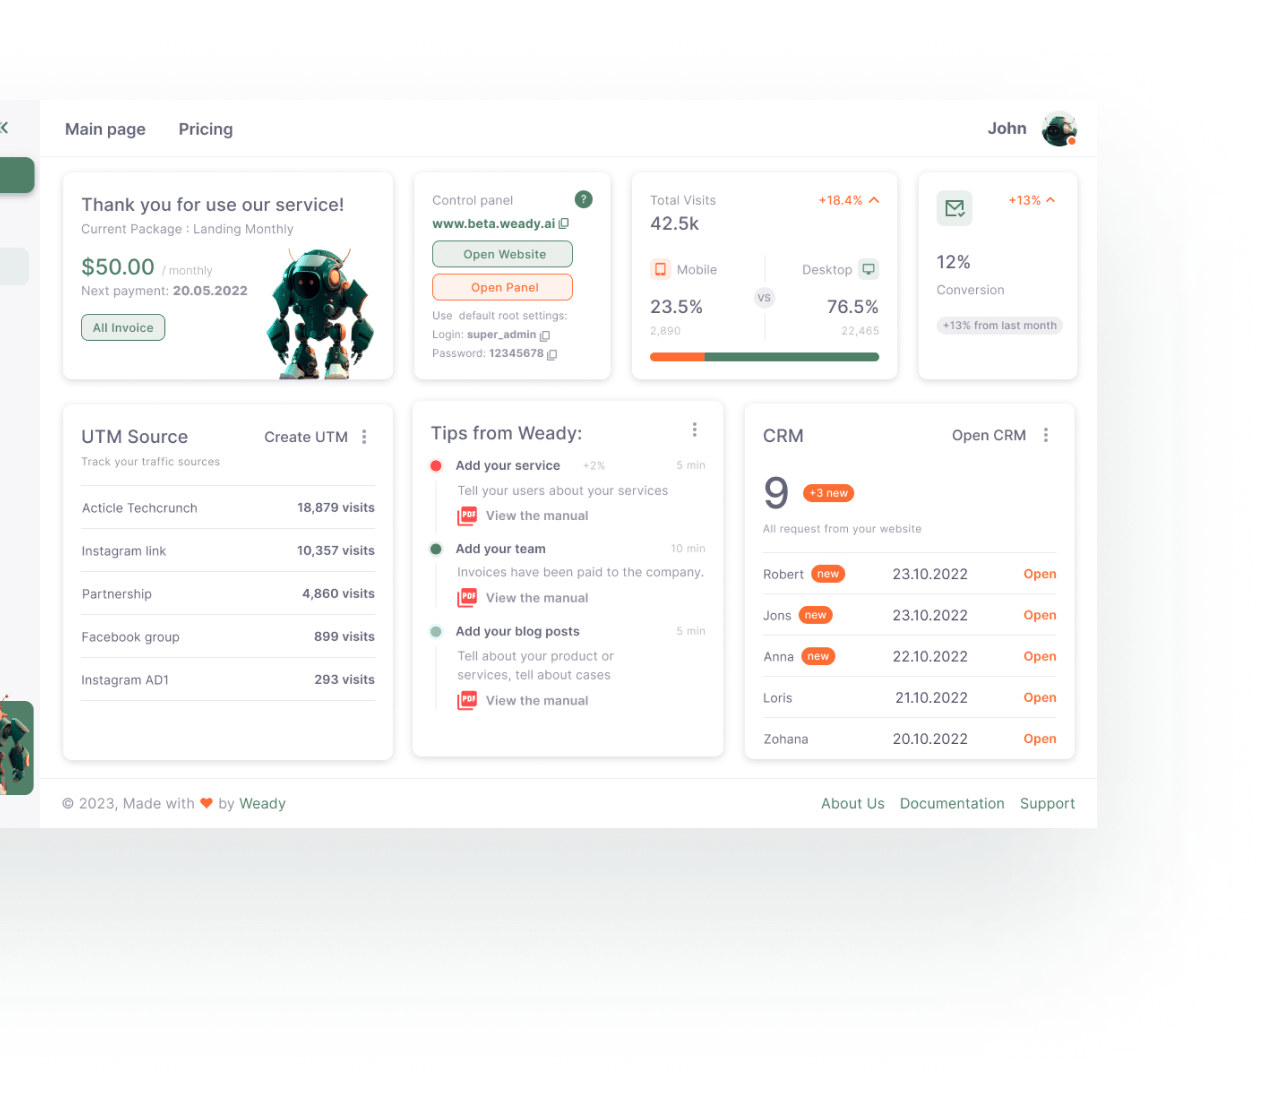 Main page Pricing John
Thank you for use our service!
Current Package : Landing Monthly
$50.00 / monthly
Next payment: 20.05.2022
All Invoice
Control panel ?
www.beta.weady.ai
Open Website
Open Panel
Use default root settings:
Login: super_admin
Password: 12345678
Total Visits +18.4%
42.5k
Mobile Desktop
VS
23.5% 76.5%
2,890 22,465
+13%
12%
Conversion
+13% from last month
UTM Source Create UTM
Track your traffic sources
Acticle Techcrunch 18,879 visits
Instagram link 10,357 visits
Partnership 4,860 visits
Facebook group 899 visits
Instagram AD1 293 visits
Tips from Weady:
Add your service +2% 5 min
Tell your users about your services
PDF View the manual
Add your team 10 min
Invoices have been paid to the company.
PDF View the manual
Add your blog posts 5 min
Tell about your product or
services, tell about cases
PDF View the manual
CRM Open CRM
9 +3 new
All request from your website
Robert new 23.10.2022 Open
Jons new 23.10.2022 Open
Anna new 22.10.2022 Open
Loris 21.10.2022 Open
Zohana 20.10.2022 Open
© 2023, Made with ❤ by Weady
About Us Documentation Support